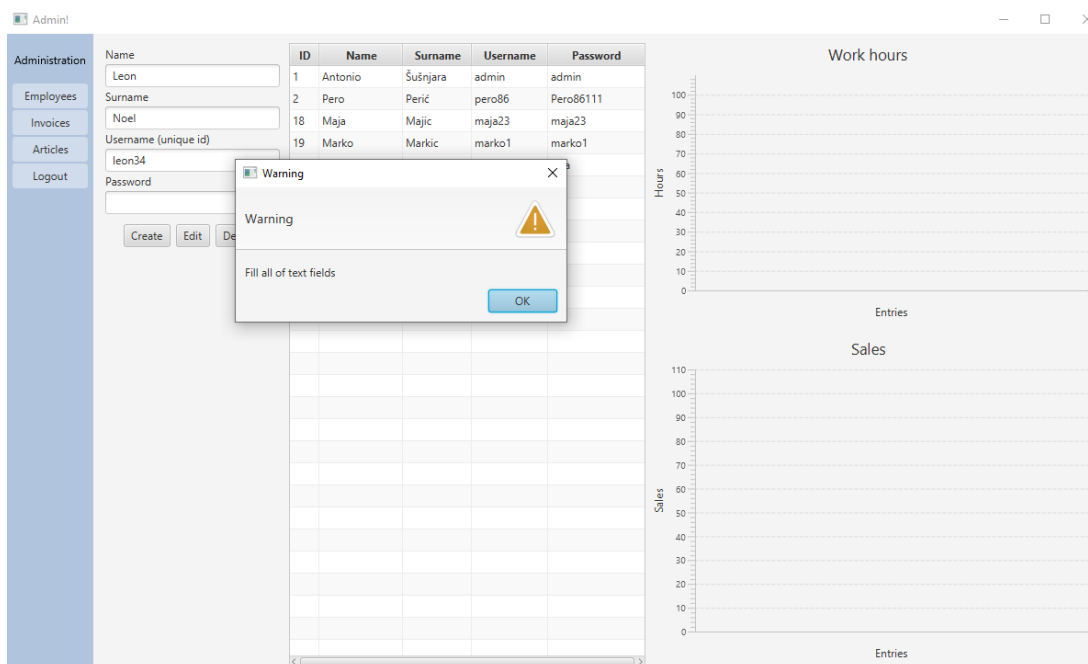 Admin!
Administration
Employees
Invoices
Articles
Logout
Name
Leon
Surname
Noel
Username (unique id)
leon34
Password
Create Edit De
ID Name Surname Username Password
1 Antonio Šušnjara admin admin
2 Pero Perić pero86 Pero86111
18 Maja Majic maja23 maja23
19 Marko Markic marko1 marko1
Warning
Warning
Fill all of text fields
OK
Work hours
100
90
80
70
60
50
40
30
20
10
0
Hours
Entries
Sales
110
100
90
80
70
60
50
40
30
20
10
0
Sales
Entries